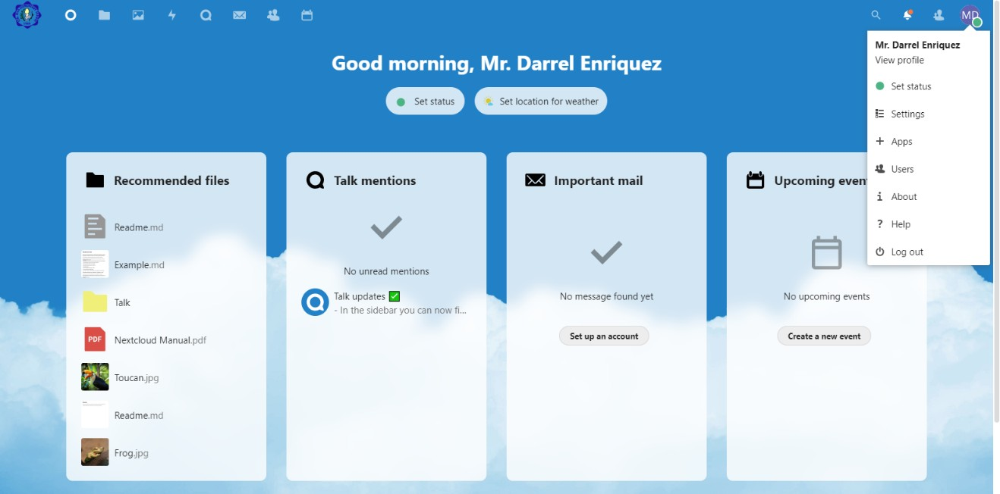 MD
Mr. Darrel Enriquez
View profile
Set status
Settings
Apps
Users
About
Help
Log out
Good morning, Mr. Darrel Enriquez
Set status
Set location for weather
Recommended files
Readme.md
Example.md
Talk
PDF
Nextcloud Manual.pdf
Toucan.jpg
Readme.md
Frog.jpg
Talk mentions
No unread mentions
Talk updates ✅
- In the sidebar you can now fi...
Important mail
No message found yet
Set up an account
Upcoming even
No upcoming events
Create a new event